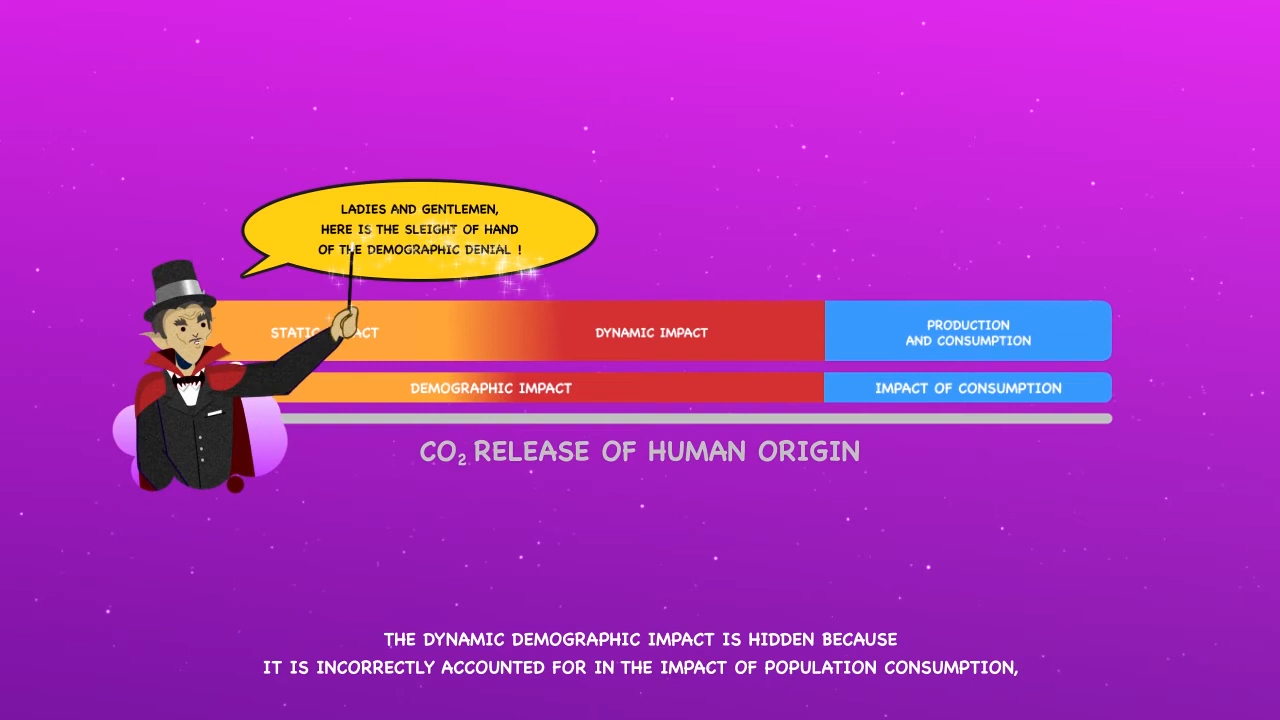 LADIES AND GENTLEMEN,
HERE IS THE SLEIGHT OF HAND
OF THE DEMOGRAPHIC DENIAL !
STATIC
DYNAMIC IMPACT
PRODUCTION
AND CONSUMPTION
DEMOGRAPHIC IMPACT
IMPACT OF CONSUMPTION
CO₂ RELEASE OF HUMAN ORIGIN
THE DYNAMIC DEMOGRAPHIC IMPACT IS HIDDEN BECAUSE
IT IS INCORRECTLY ACCOUNTED FOR IN THE IMPACT OF POPULATION CONSUMPTION,